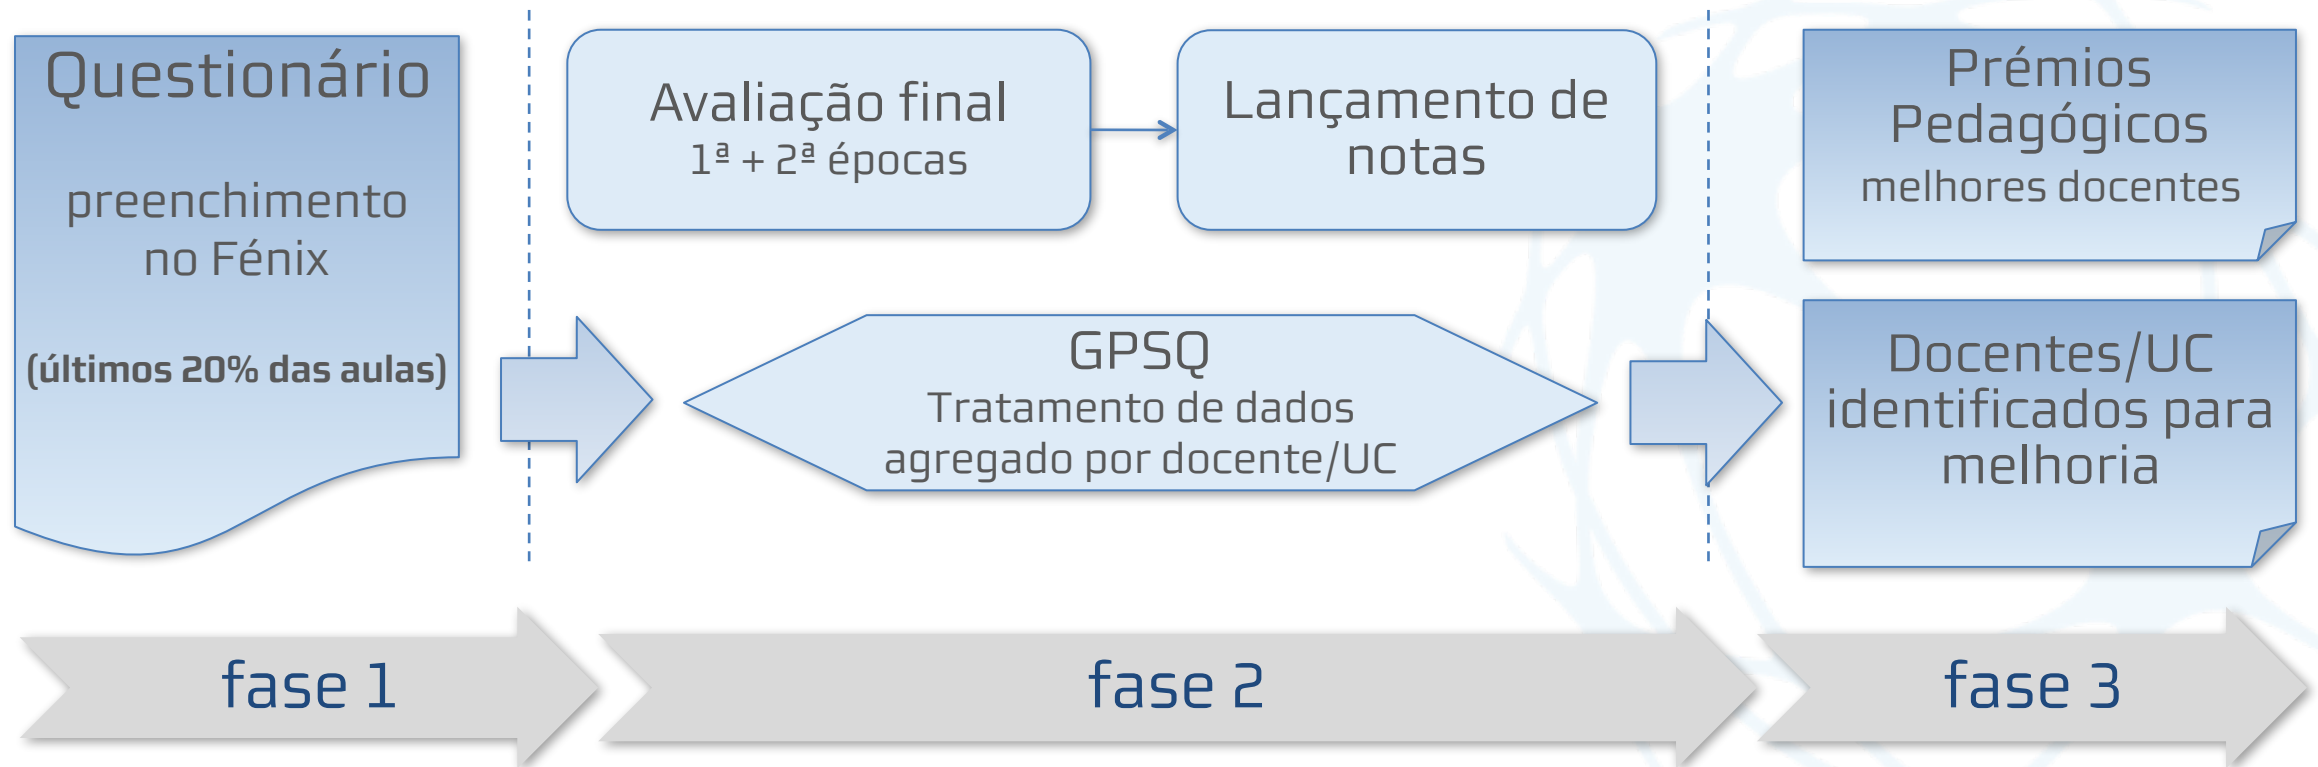 Questionário
preenchimento
no Fénix
(últimos 20% das aulas)
Avaliação final
1ª + 2ª épocas
Lançamento de
notas
GPSQ
Tratamento de dados
agregado por docente/UC
Prémios
Pedagógicos
melhores docentes
Docentes/UC
identificados para
melhoria
fase 1
fase 2
fase 3